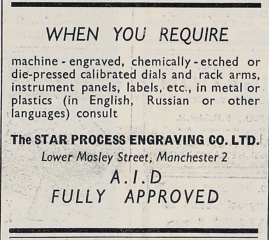 WHEN YOU REQUIRE
machine - engraved, chemically - etched or
die-pressed calibrated dials and rack arms,
instrument panels, labels, etc., in metal or
plastics (in English, Russian or other
languages) consult
The STAR PROCESS ENGRAVING CO. LTD.
Lower Mosley Street, Manchester 2
A.I.D
FULLY APPROVED